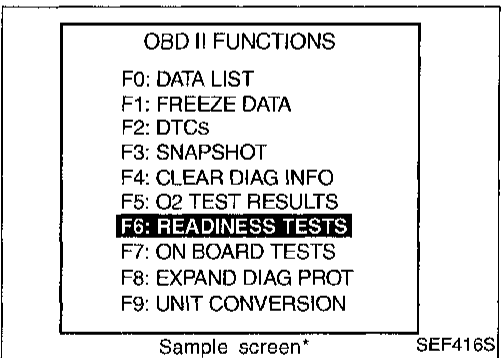 OBD II FUNCTIONS
F0: DATA LIST
F1: FREEZE DATA
F2: DTCs
F3: SNAPSHOT
F4: CLEAR DIAG INFO
F5: O2 TEST RESULTS
F6: READINESS TESTS
F7: ON BOARD TESTS
F8: EXPAND DIAG PROT
F9: UNIT CONVERSION
Sample screen* SEF416S